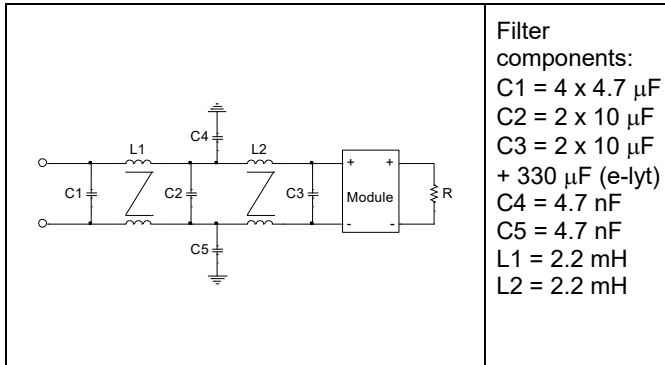 C4
L1
L2
C1
C2
C3
+ +
Module
- -
R
C5
Filter
components:
C1 = 4 x 4.7 μF
C2 = 2 x 10 μF
C3 = 2 x 10 μF
+ 330 μF (e-lyt)
C4 = 4.7 nF
C5 = 4.7 nF
L1 = 2.2 mH
L2 = 2.2 mH